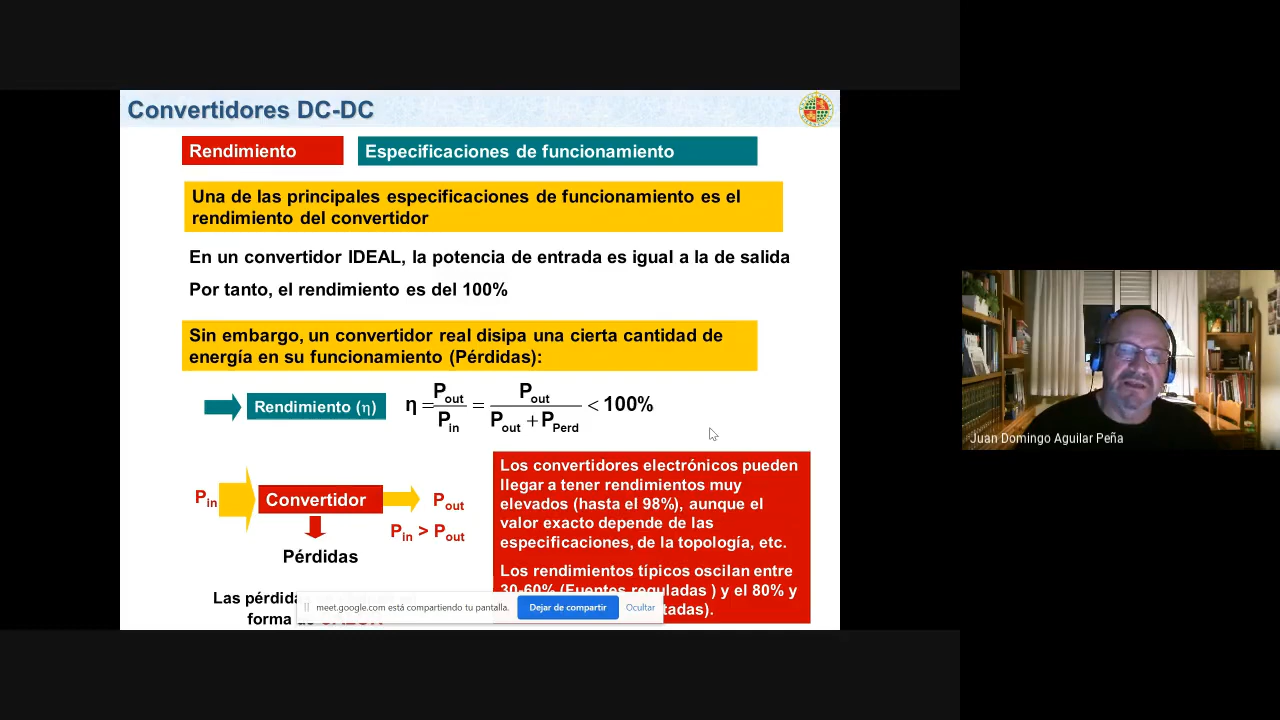 Convertidores DC-DC
Rendimiento
Especificaciones de funcionamiento
Una de las principales especificaciones de funcionamiento es el
rendimiento del convertidor
En un convertidor IDEAL, la potencia de entrada es igual a la de salida
Por tanto, el rendimiento es del 100%
Sin embargo, un convertidor real disipa una cierta cantidad de
energía en su funcionamiento (Pérdidas):
Rendimiento (η)
η = Pout / Pin = Pout / (Pout + PPerd) < 100%
Pin
Convertidor
Pout
Pin > Pout
Pérdidas
Las
forma
Los convertidores electrónicos pueden
llegar a tener rendimientos muy
elevados (hasta el 98%), aunque el
valor exacto depende de las
especificaciones, de la topología, etc.
Los rendimientos típicos oscilan entre
30-60% (Fuentes reguladas ) y el 80% y
meet.google.com está compartiendo tu pantalla.
Dejar de compartir
Ocultar
Juan Domingo Aguilar Peña